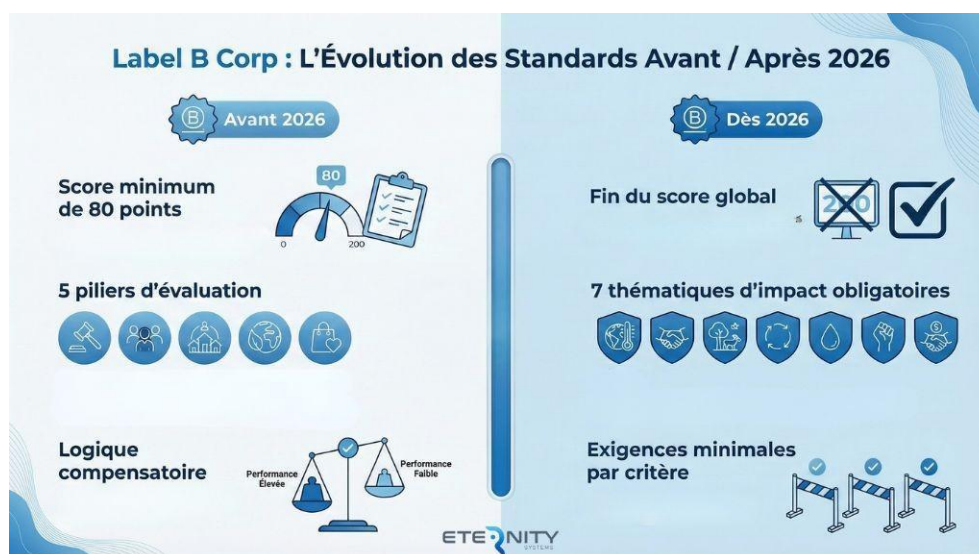 Label B Corp : L'Évolution des Standards Avant / Après 2026
B Avant 2026
Score minimum
de 80 points
80
0
200
5 piliers d'évaluation
Logique
compensatoire
Performance
Élevée
Performance
Faible
B Dès 2026
Fin du score global
7 thématiques d'impact obligatoires
$
Exigences minimales
par critère
ETERNITY
SYSTEMS